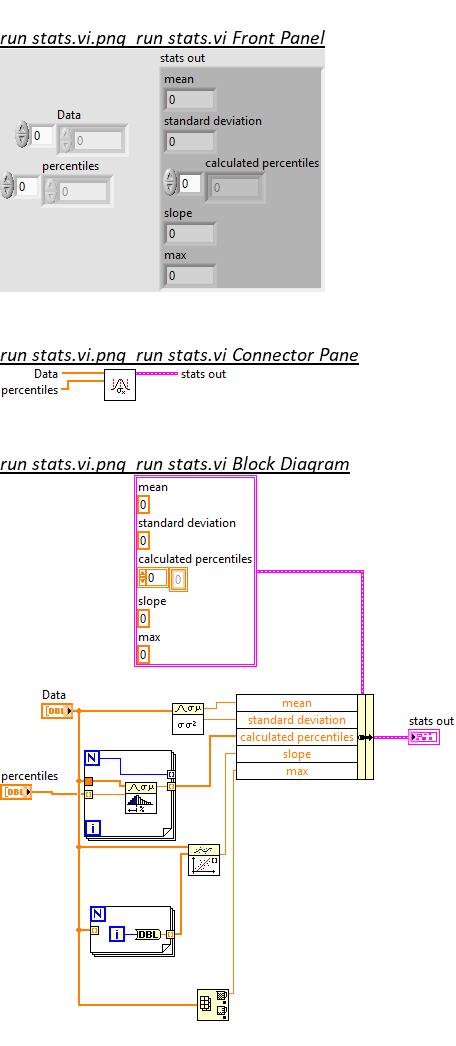 run stats.vi.png  run stats.vi Front Panel
stats out
mean
0
Data
standard deviation
0 0
0
percentiles
calculated percentiles
0 0
0 0
slope
0
max
0
run stats.vi.png  run stats.vi Connector Pane
Data
stats out
percentiles
σx
run stats.vi.png  run stats.vi Block Diagram
mean
0
standard deviation
0
calculated percentiles
0 0
slope
0
max
0
Data
DBL
σμ
σσ²
mean
standard deviation
calculated percentiles
slope
max
stats out
percentiles
DBL
N
σμ
%
i
N
i
DBL